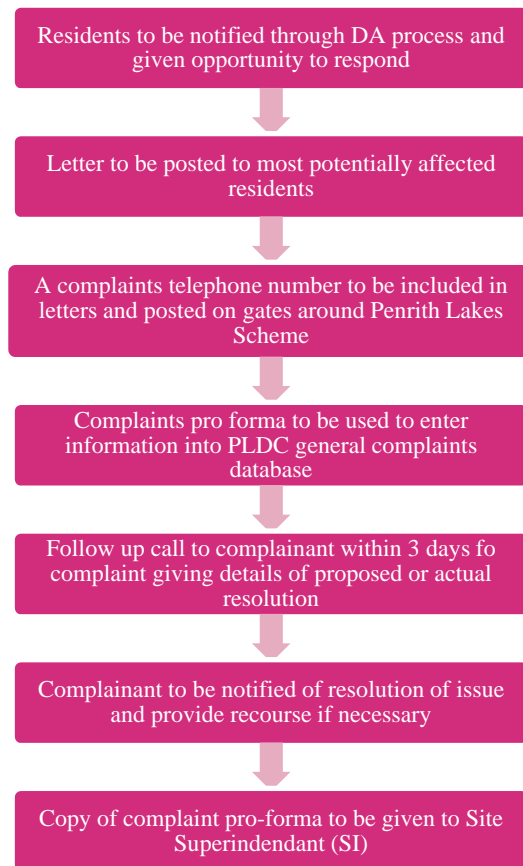 Residents to be notified through DA process and
given opportunity to respond
Letter to be posted to most potentially affected
residents
A complaints telephone number to be included in
letters and posted on gates around Penrith Lakes
Scheme
Complaints pro forma to be used to enter
information into PLDC general complaints
database
Follow up call to complainant within 3 days fo
complaint giving details of proposed or actual
resolution
Complainant to be notified of resolution of issue
and provide recourse if necessary
Copy of complaint pro-forma to be given to Site
Superindendant (SI)